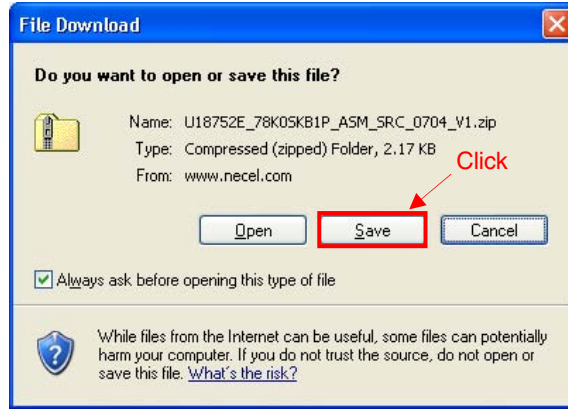 File Download
Do you want to open or save this file?
Name: U18752E_78K0SKB1P_ASM_SRC_0704_V1.zip
Type: Compressed (zipped) Folder, 2.17 KB
From: www.necel.com
Click
Open Save Cancel
Always ask before opening this type of file
While files from the Internet can be useful, some files can potentially
harm your computer. If you do not trust the source, do not open or
save this file. What's the risk?